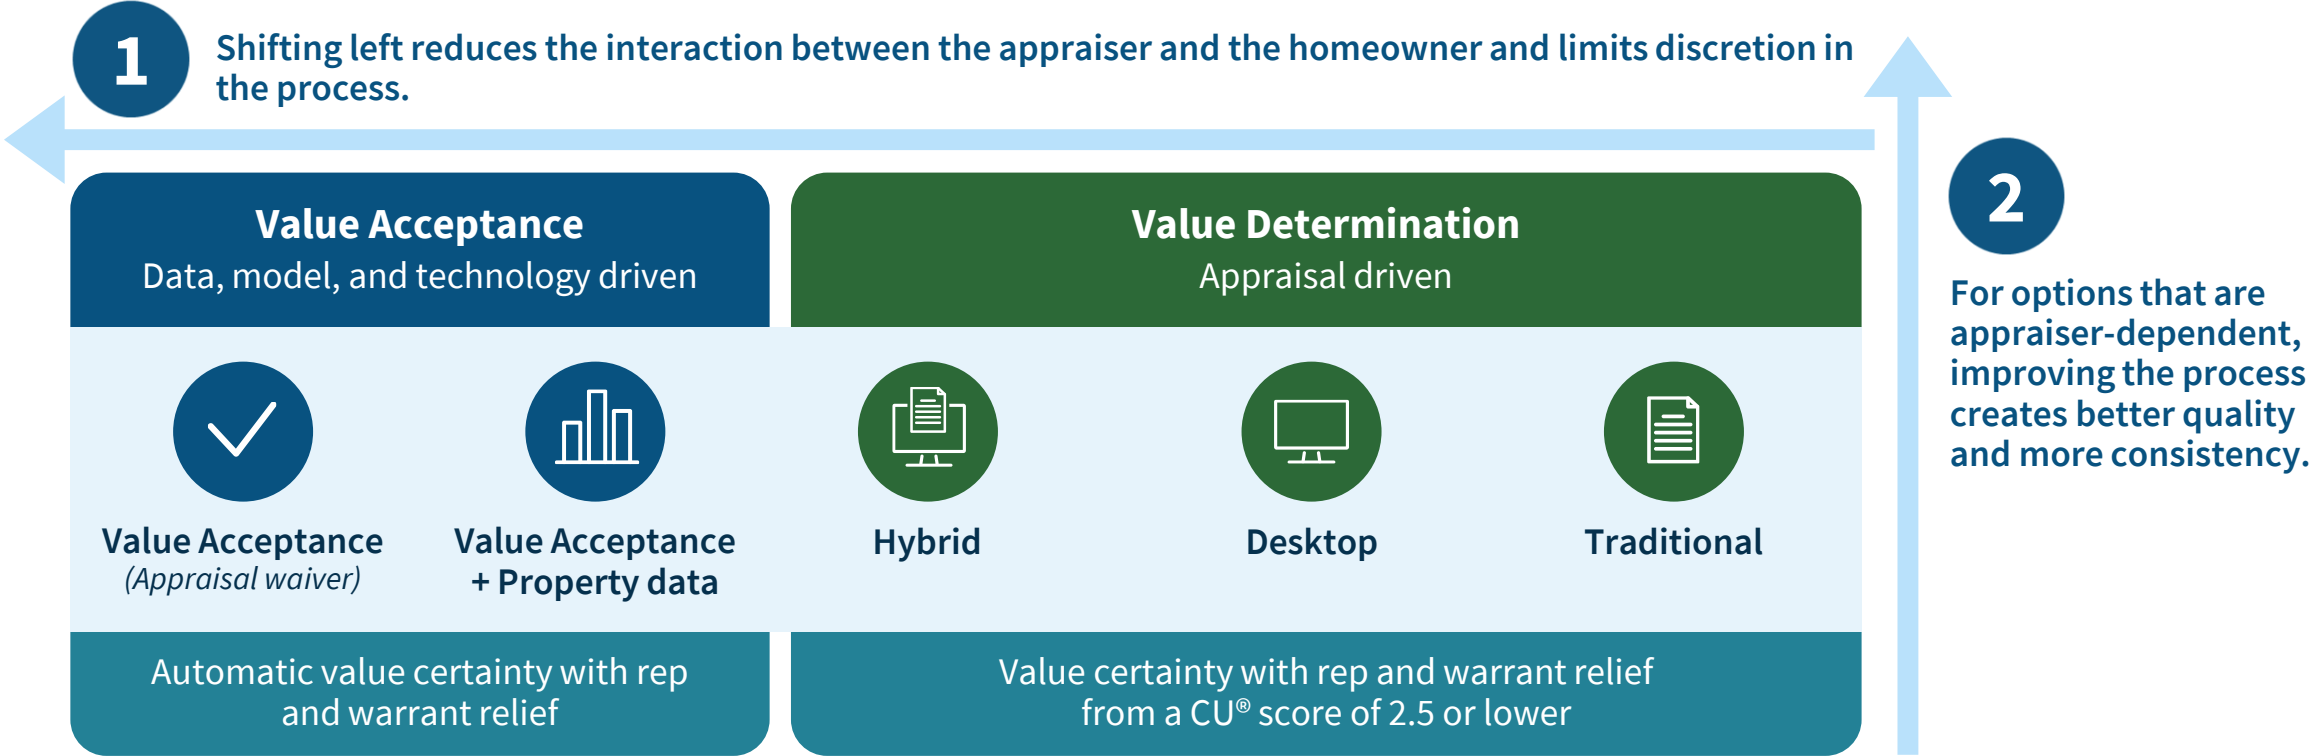 1
Shifting left reduces the interaction between the appraiser and the homeowner and limits discretion in
the process.
2
For options that are
appraiser-dependent,
improving the process
creates better quality
and more consistency.
Value Acceptance
Data, model, and technology driven
Value Determination
Appraisal driven
Value Acceptance
(Appraisal waiver)
Value Acceptance
+ Property data
Hybrid
Desktop
Traditional
Automatic value certainty with rep
and warrant relief
Value certainty with rep and warrant relief
from a CU® score of 2.5 or lower